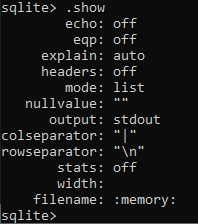 sqlite> .show
echo: off
eqp: off
explain: auto
headers: off
mode: list
nullvalue: ""
output: stdout
colseparator: "|"
rowseparator: "\n"
stats: off
width:
filename: :memory:
sqlite>